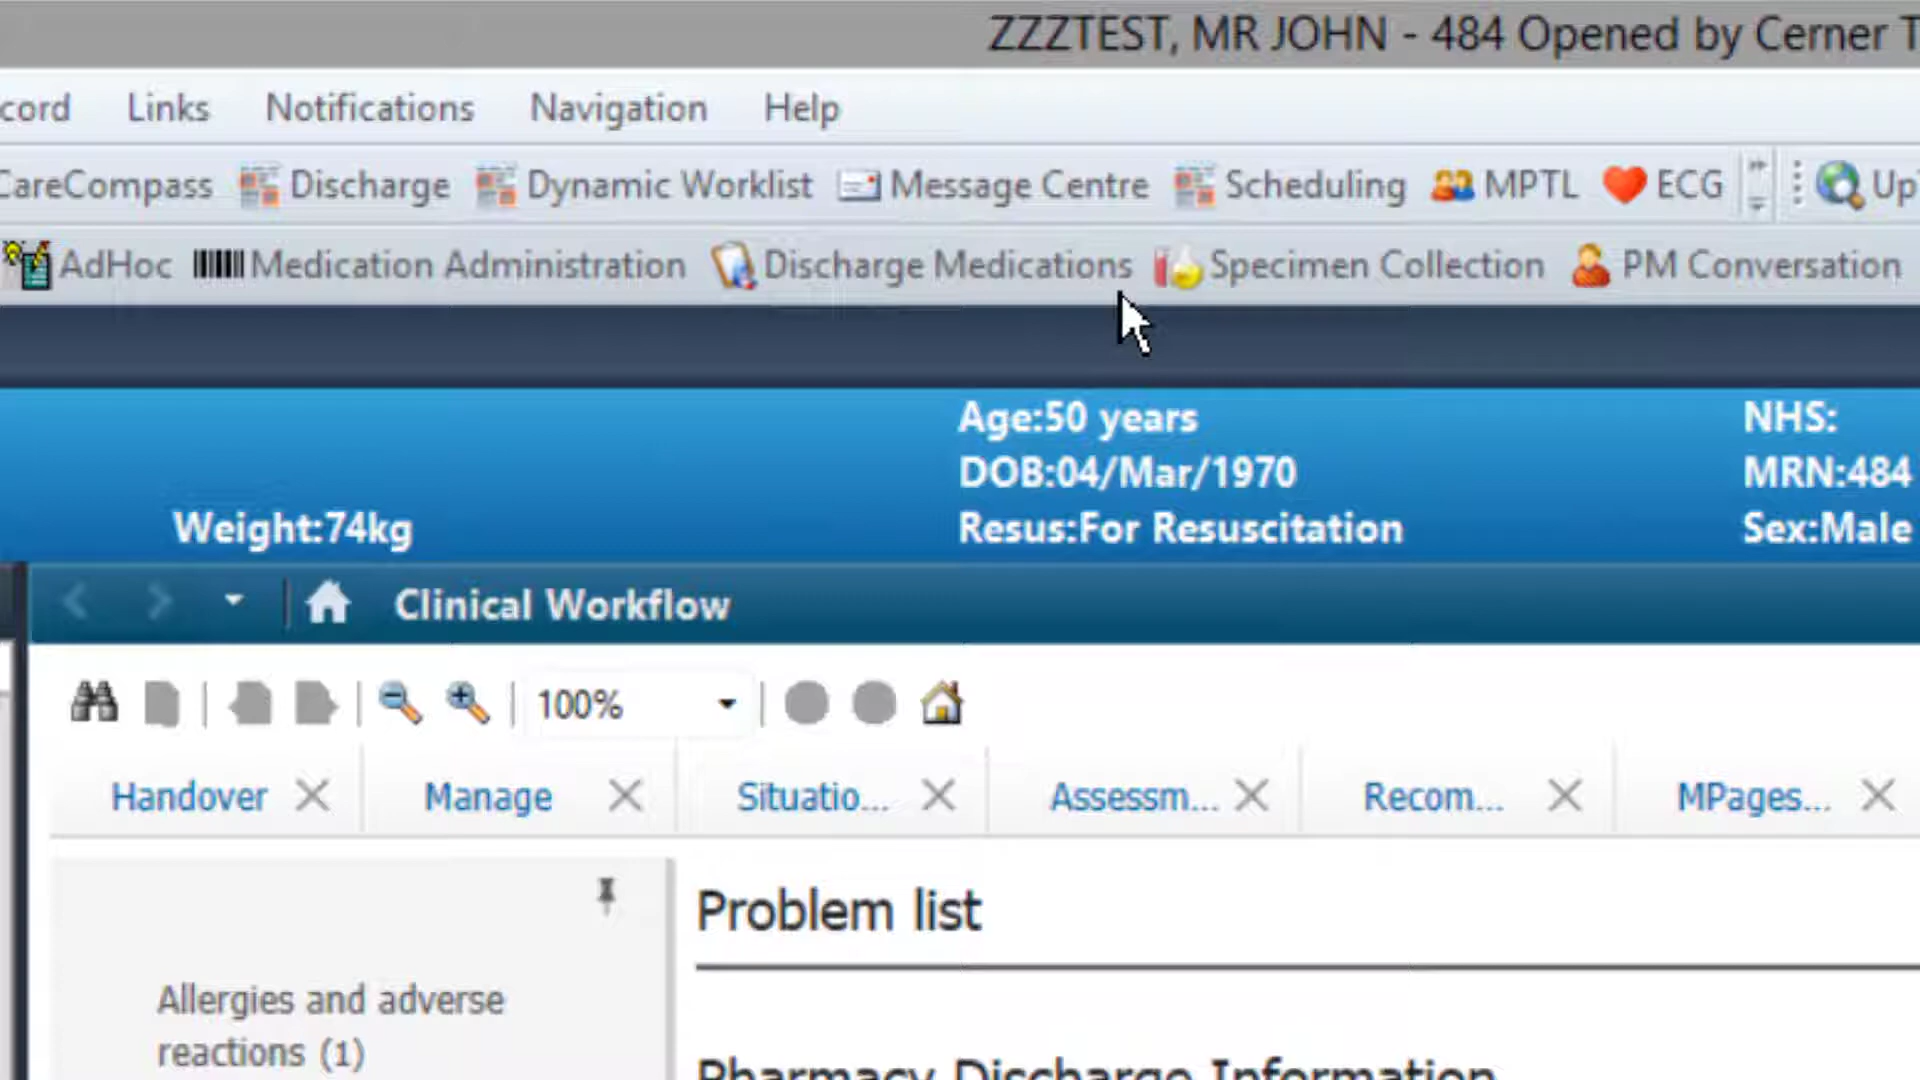 ZZZTEST, MR JOHN - 484 Opened by Cerner T
cord Links Notifications Navigation Help
CareCompass Discharge Dynamic Worklist Message Centre Scheduling MPTL ECG Up
AdHoc Medication Administration Discharge Medications Specimen Collection PM Conversation
Age:50 years NHS:
DOB:04/Mar/1970 MRN:484
Weight:74kg Resus:For Resuscitation Sex:Male
Clinical Workflow
100%
Handover Manage Situatio... Assessm... Recom... MPages...
Problem list
Allergies and adverse
reactions (1)
Pharmacy Discharge Information